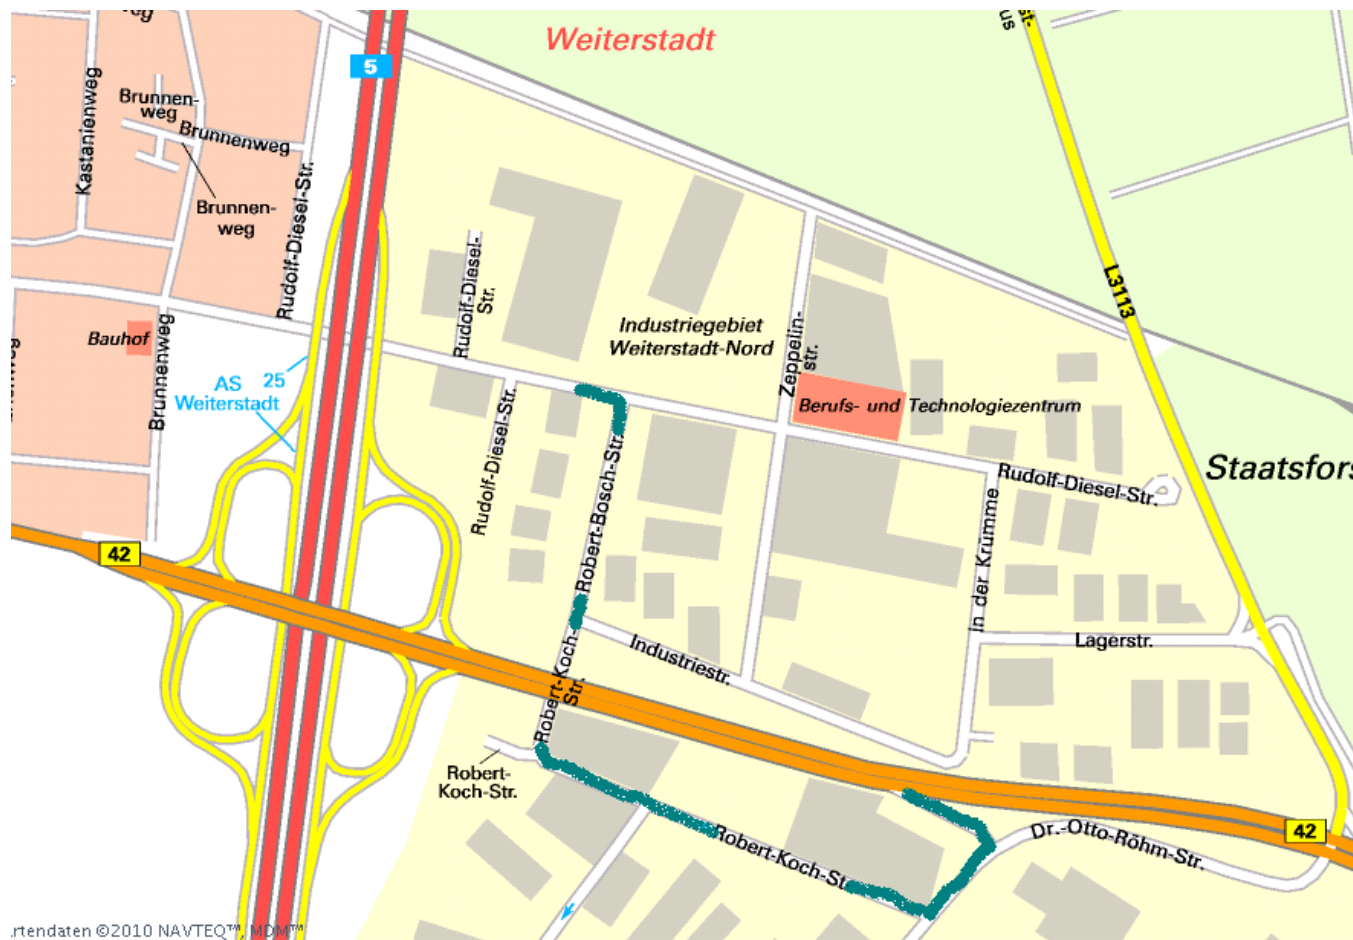 Weiterstadt
5
Kastanienweg
Brunnen-
weg
Brunnenweg
Brunnen-
weg
Rudolf-Diesel-Str.
Rudolf-Diesel-
Str.
L3113
Industriegebiet
Weiterstadt-Nord
Zeppelin-
str.
Bauhof
Brunnenweg
AS 25
Weiterstadt
Berufs- und Technologiezentrum
Rudolf-Diesel-Str.
Robert-Bosch-Str.
Rudolf-Diesel-Str.
Staatsfors
in der Krümme
42
Robert-Koch-
Str.
Industriestr.
Lagerstr.
Robert-
Koch-Str.
Robert-Koch-St
Dr.-Otto-Röhm-Str.
42
rtendaten ©2010 NAVTEQ™, MDM™